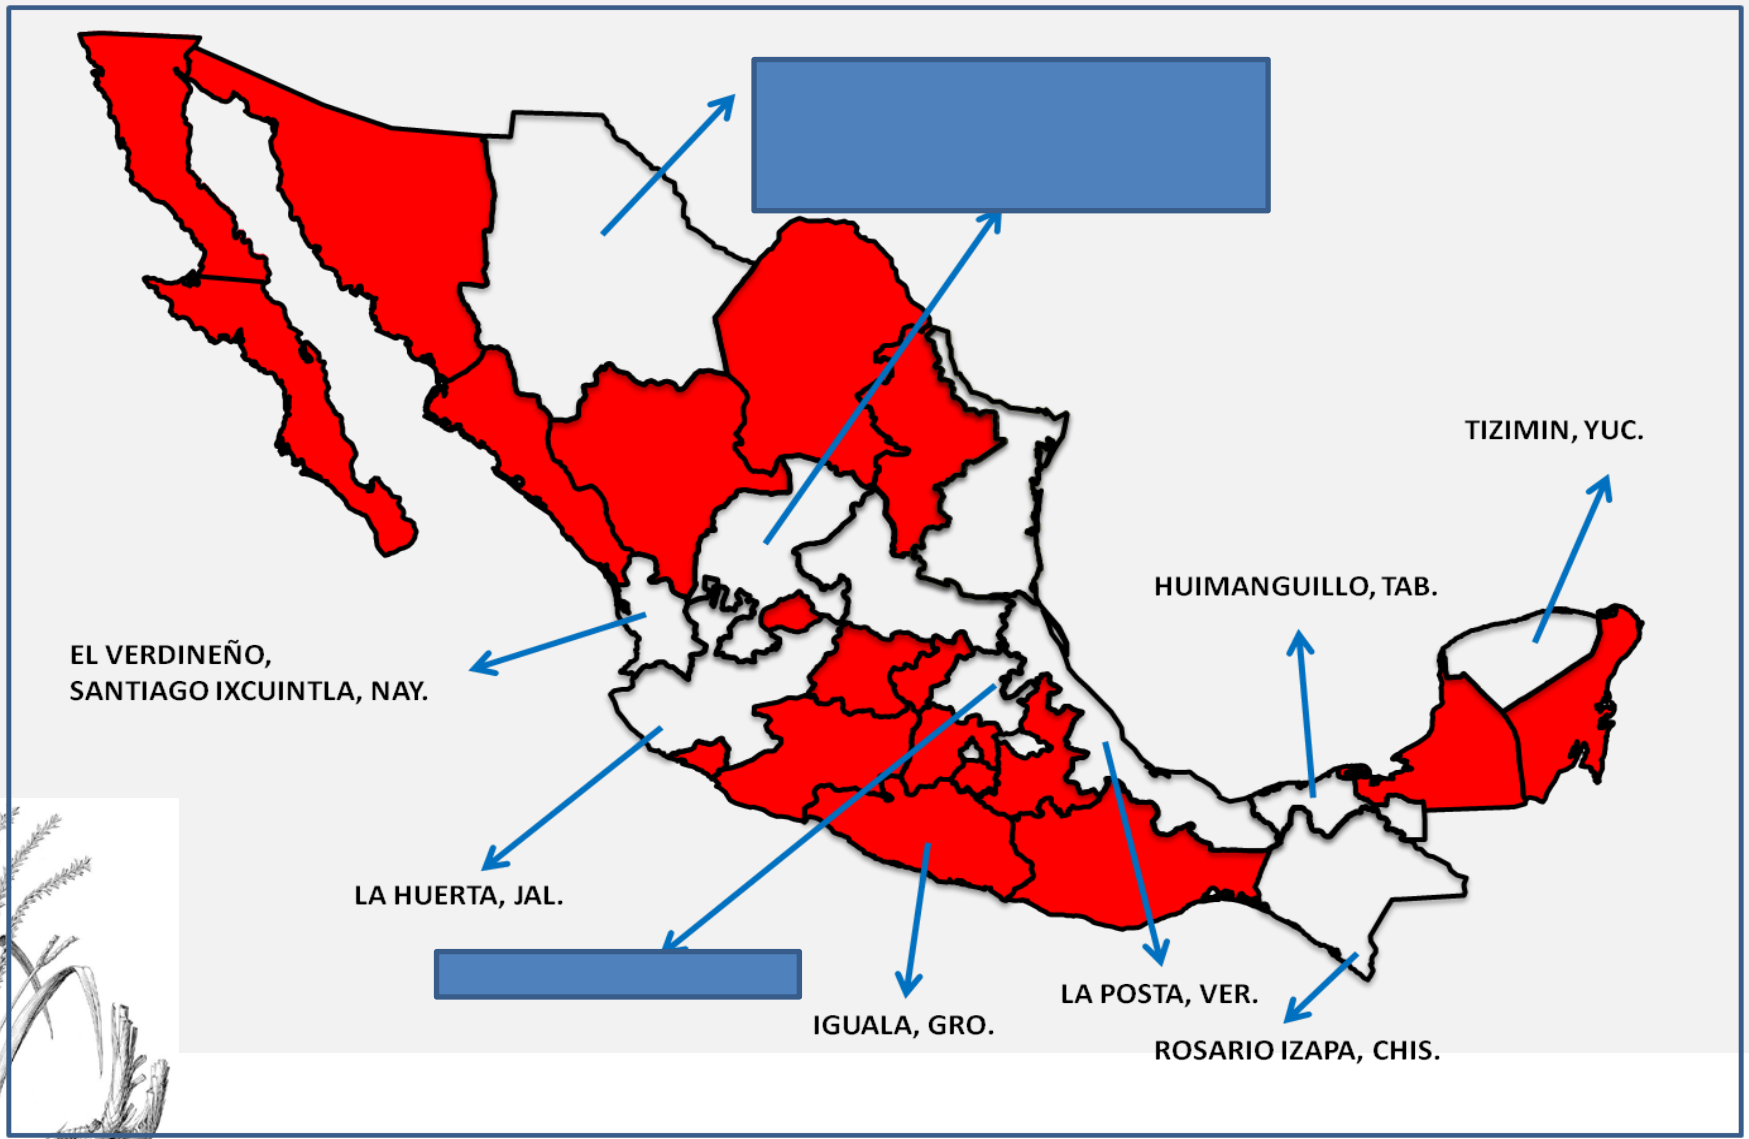 TIZIMIN, YUC.
HUIMANGUILLO, TAB.
EL VERDINEÑO,
SANTIAGO IXCUINTLA, NAY.
LA HUERTA, JAL.
LA POSTA, VER.
IGUALA, GRO.
ROSARIO IZAPA, CHIS.